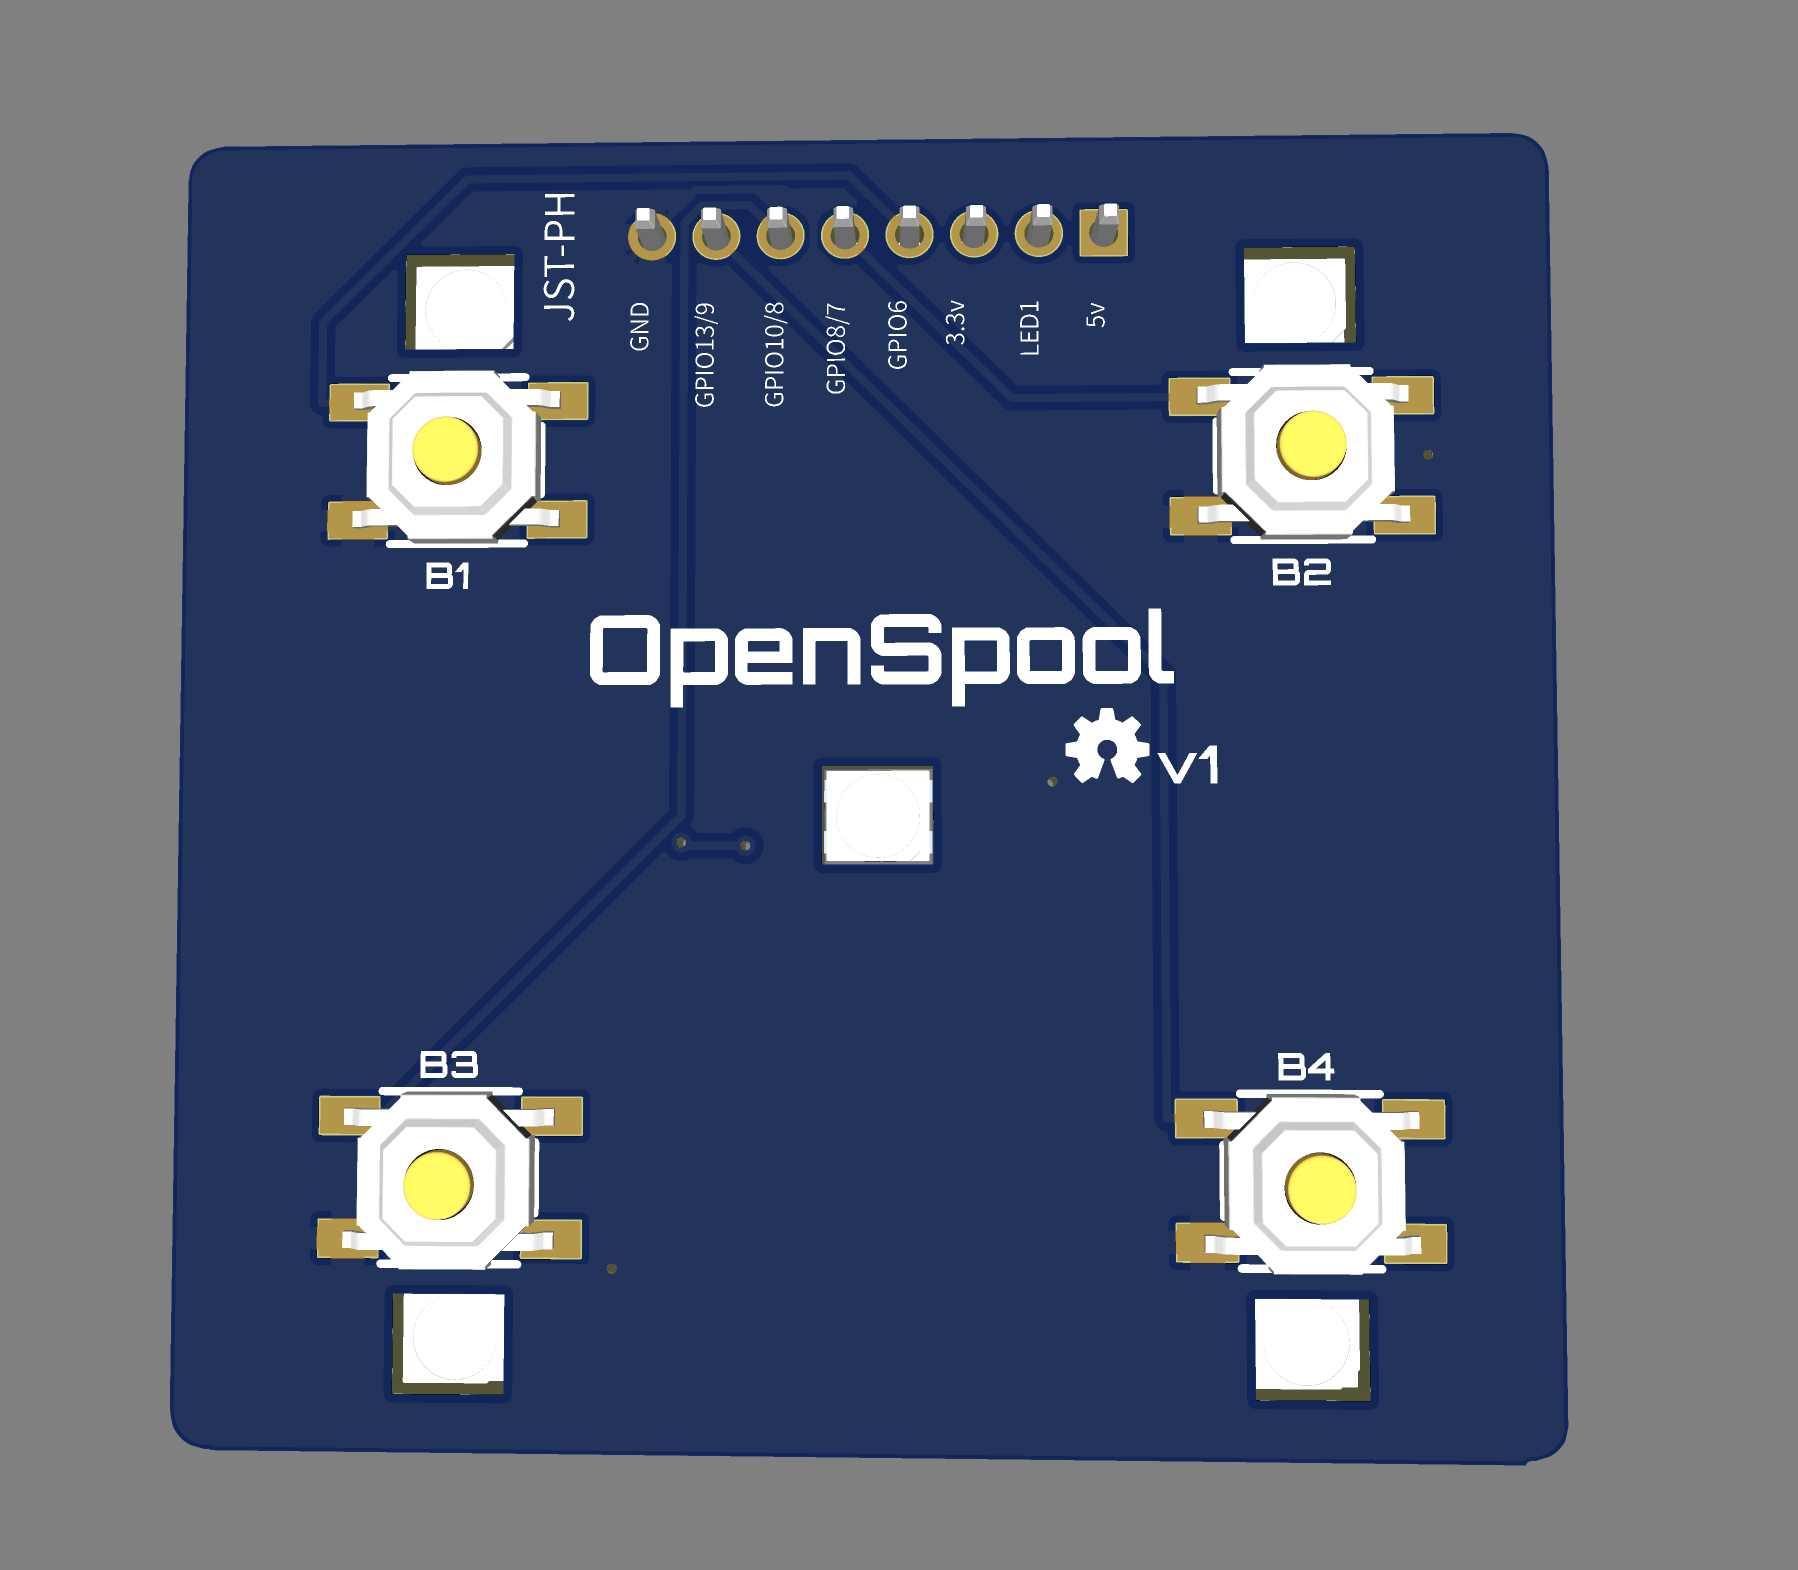 JST-PH
GND
GPIO13/9
GPIO10/8
GPIO8/7
GPIO6
3.3v
LED1
5v
B1
B2
OpenSpool
v1
B3
B4